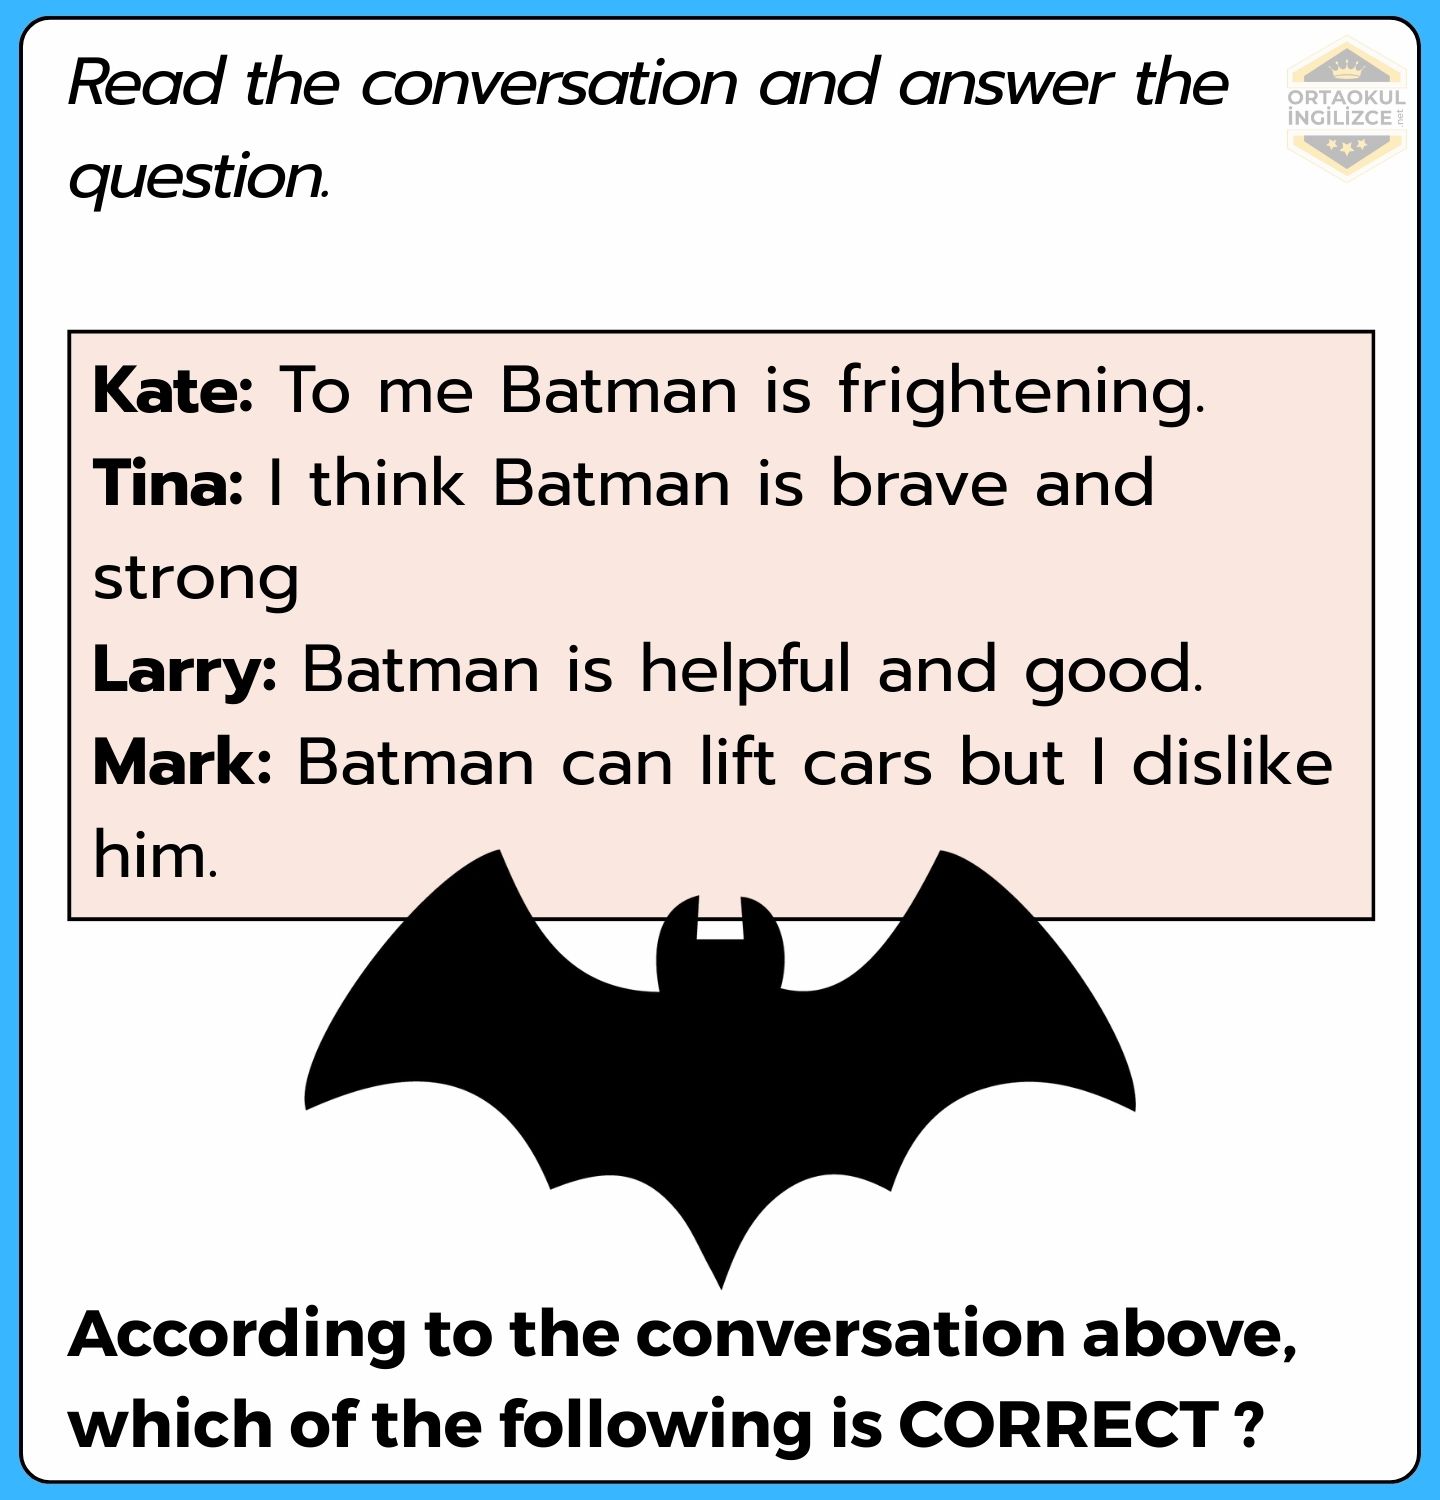 Read the conversation and answer the
question.
ORTAOKUL
İNGİLİZCE
.net
Kate: To me Batman is frightening.
Tina: I think Batman is brave and
strong
Larry: Batman is helpful and good.
Mark: Batman can lift cars but I dislike
him.
According to the conversation above,
which of the following is CORRECT ?